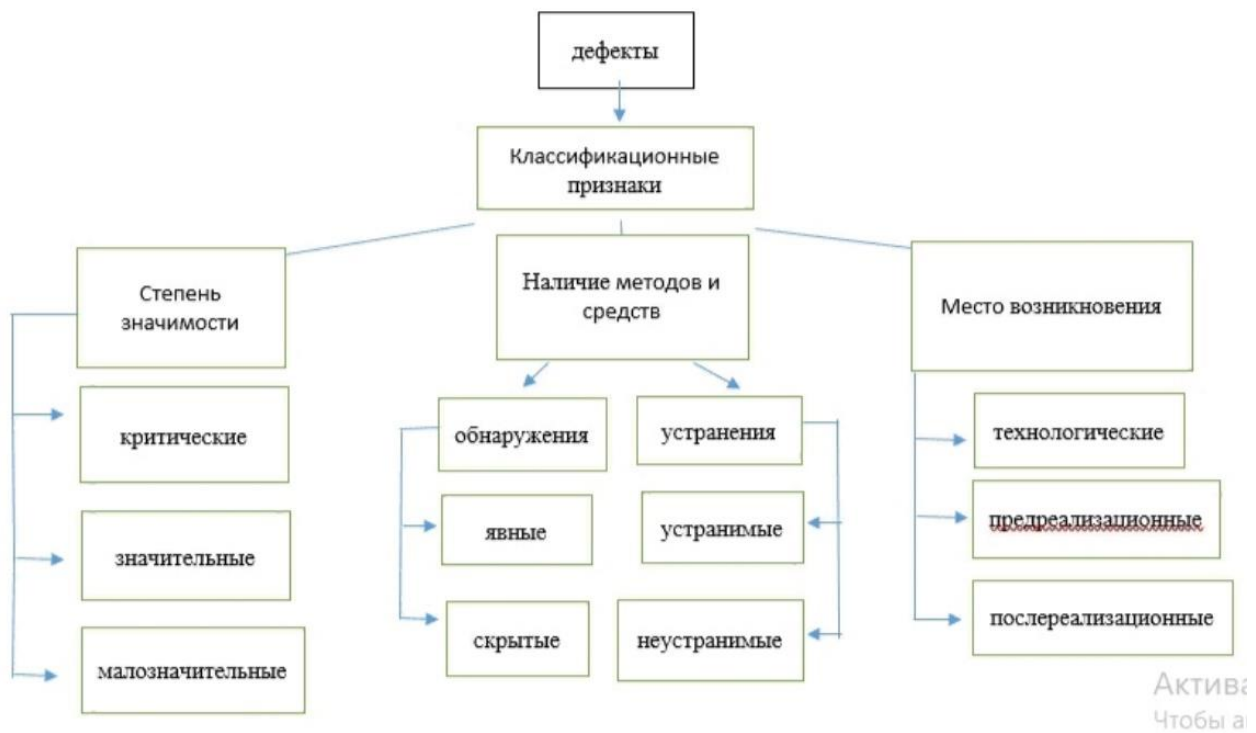 дефекты
Классификационные
признаки
Степень
значимости
Наличие методов и
средств
Место возникновения
критические
значительные
малозначительные
обнаружения
явные
скрытые
устранения
устранимые
неустранимые
технологические
предреализационные
послереализационные
Актива
Чтобы а